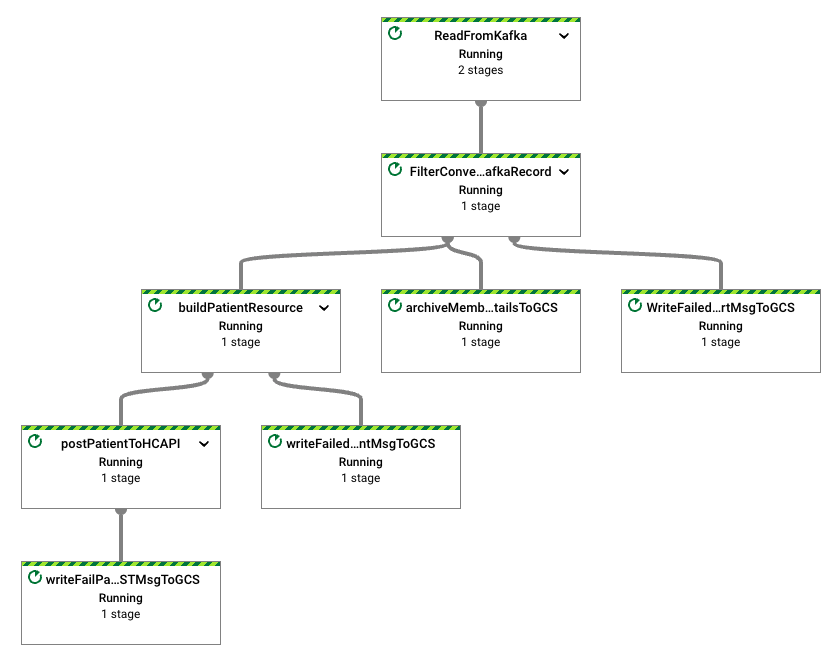 ReadFromKafka
Running
2 stages
FilterConve...afkaRecord
Running
1 stage
buildPatientResource
Running
1 stage
archiveMemb...tailsToGCS
Running
1 stage
WriteFailed...rtMsgToGCS
Running
1 stage
postPatientToHCAPI
Running
1 stage
writeFailed...ntMsgToGCS
Running
1 stage
writeFailPa...STMsgToGCS
Running
1 stage